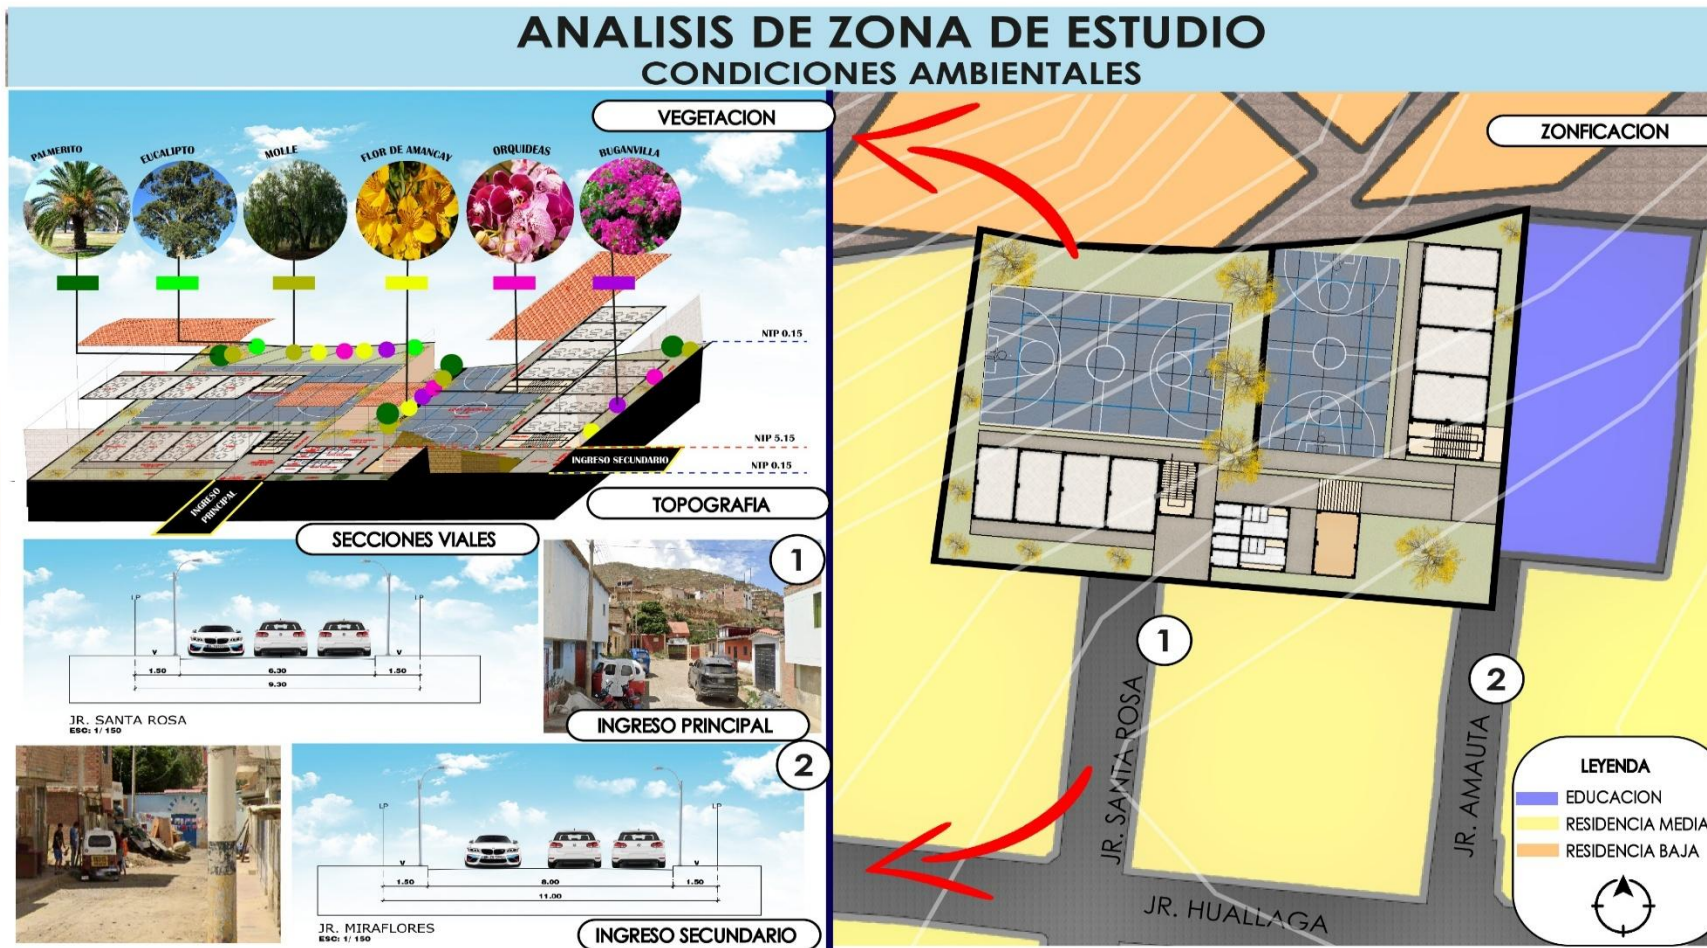 ANALISIS DE ZONA DE ESTUDIO
CONDICIONES AMBIENTALES
VEGETACION
PALMERITO
EUCALIPTO
MOLLE
FLOR DE AMANCAY
ORQUIDEAS
BUGANVILLA
NTP 0.15
NTP 5.15
NTP 0.15
INGRESO SECUNDARIO
INGRESO
PRINCIPAL
TOPOGRAFIA
SECCIONES VIALES
LP
LP
V
V
1.50
6.30
1.50
9.30
JR. SANTA ROSA
ESC: 1/ 150
1
INGRESO PRINCIPAL
2
LP
LP
V
V
1.50
8.00
1.50
11.00
JR. MIRAFLORES
ESC: 1/ 150
INGRESO SECUNDARIO
ZONFICACION
1
2
JR. SANTA ROSA
JR. AMAUTA
JR. HUALLAGA
LEYENDA
EDUCACION
RESIDENCIA MEDIA
RESIDENCIA BAJA